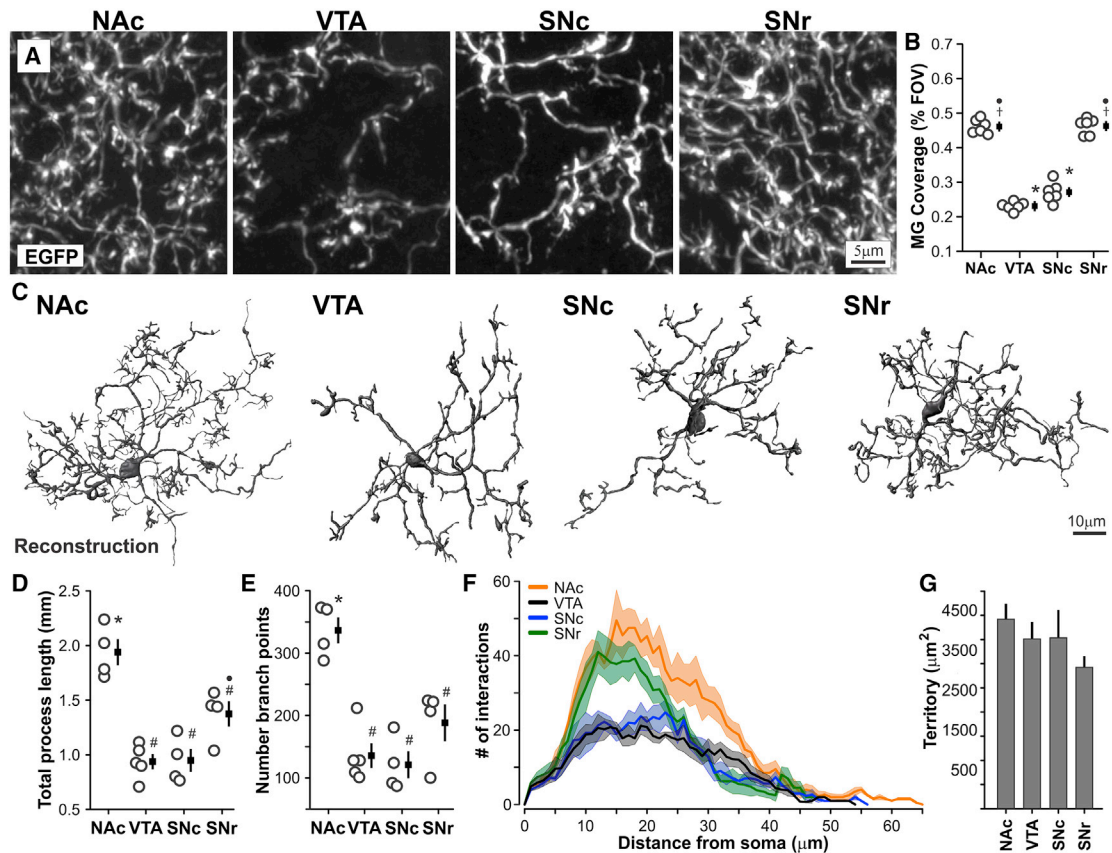 NAc VTA SNc SNr
A
EGFP
5μm
B
MG Coverage (% FOV)
0.7
0.6
0.5
0.4
0.3
0.2
0.1
* *
† †
NAc VTA SNc SNr
C
NAc VTA SNc SNr
Reconstruction
10μm
D
Total process length (mm)
2.5
2.0
1.5
1.0
0.5
* # # #
NAc VTA SNc SNr
E
Number branch points
400
300
200
100
* # # #
NAc VTA SNc SNr
F
# of interactions
60
40
20
0
NAc
VTA
SNc
SNr
0 10 20 30 40 50 60
Distance from soma (μm)
G
Territory (μm²)
4500
3500
2500
1500
500
NAc
VTA
SNc
SNr